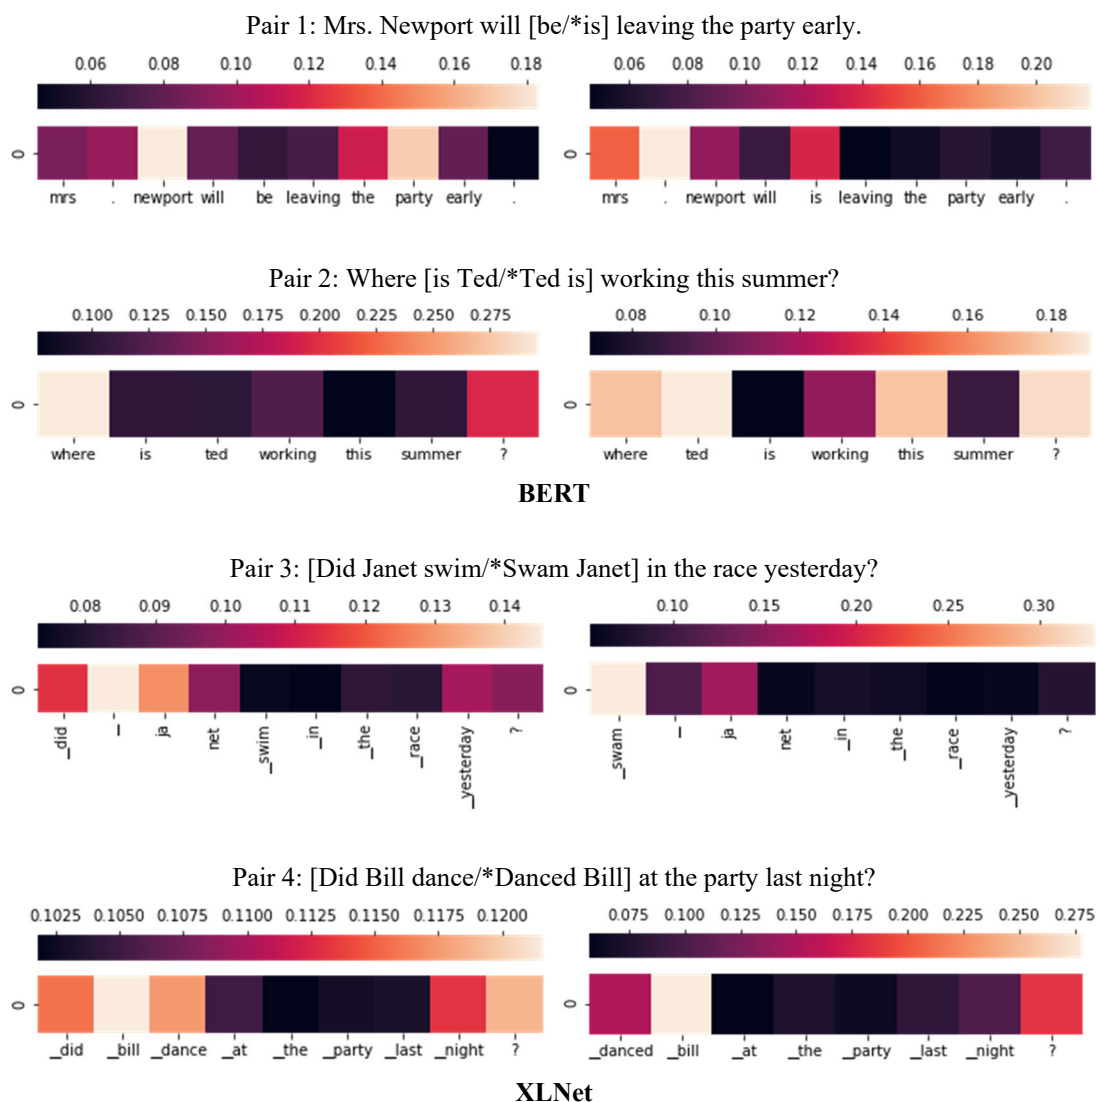 Pair 1: Mrs. Newport will [be/*is] leaving the party early.
0.06 0.08 0.10 0.12 0.14 0.16 0.18
0
mrs . newport will be leaving the party early .
0.06 0.08 0.10 0.12 0.14 0.16 0.18 0.20
0
mrs . newport will is leaving the party early .
Pair 2: Where [is Ted/*Ted is] working this summer?
0.100 0.125 0.150 0.175 0.200 0.225 0.250 0.275
0
where is ted working this summer ?
0.08 0.10 0.12 0.14 0.16 0.18
0
where ted is working this summer ?
BERT
Pair 3: [Did Janet swim/*Swam Janet] in the race yesterday?
0.08 0.09 0.10 0.11 0.12 0.13 0.14
0
_did _ ja net _swim _in _the _race _yesterday ?
0.10 0.15 0.20 0.25 0.30
0
_swam _ ja net _in _the _race _yesterday ?
Pair 4: [Did Bill dance/*Danced Bill] at the party last night?
0.1025 0.1050 0.1075 0.1100 0.1125 0.1150 0.1175 0.1200
0
_did _bill _dance _at _the _party _last _night ?
0.075 0.100 0.125 0.150 0.175 0.200 0.225 0.250 0.275
0
_danced _bill _at _the _party _last _night ?
XLNet